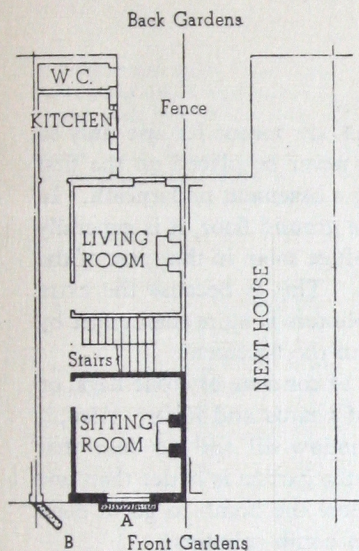 Back Gardens
W.C.
KITCHEN
Fence
LIVING
ROOM
NEXT HOUSE
Stairs
SITTING
ROOM
A
B
Front Gardens